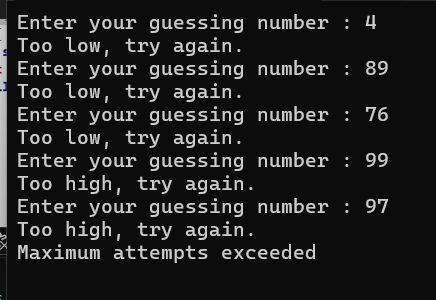 Enter your guessing number : 4
Too low, try again.
Enter your guessing number : 89
Too low, try again.
Enter your guessing number : 76
Too low, try again.
Enter your guessing number : 99
Too high, try again.
Enter your guessing number : 97
Too high, try again.
Maximum attempts exceeded